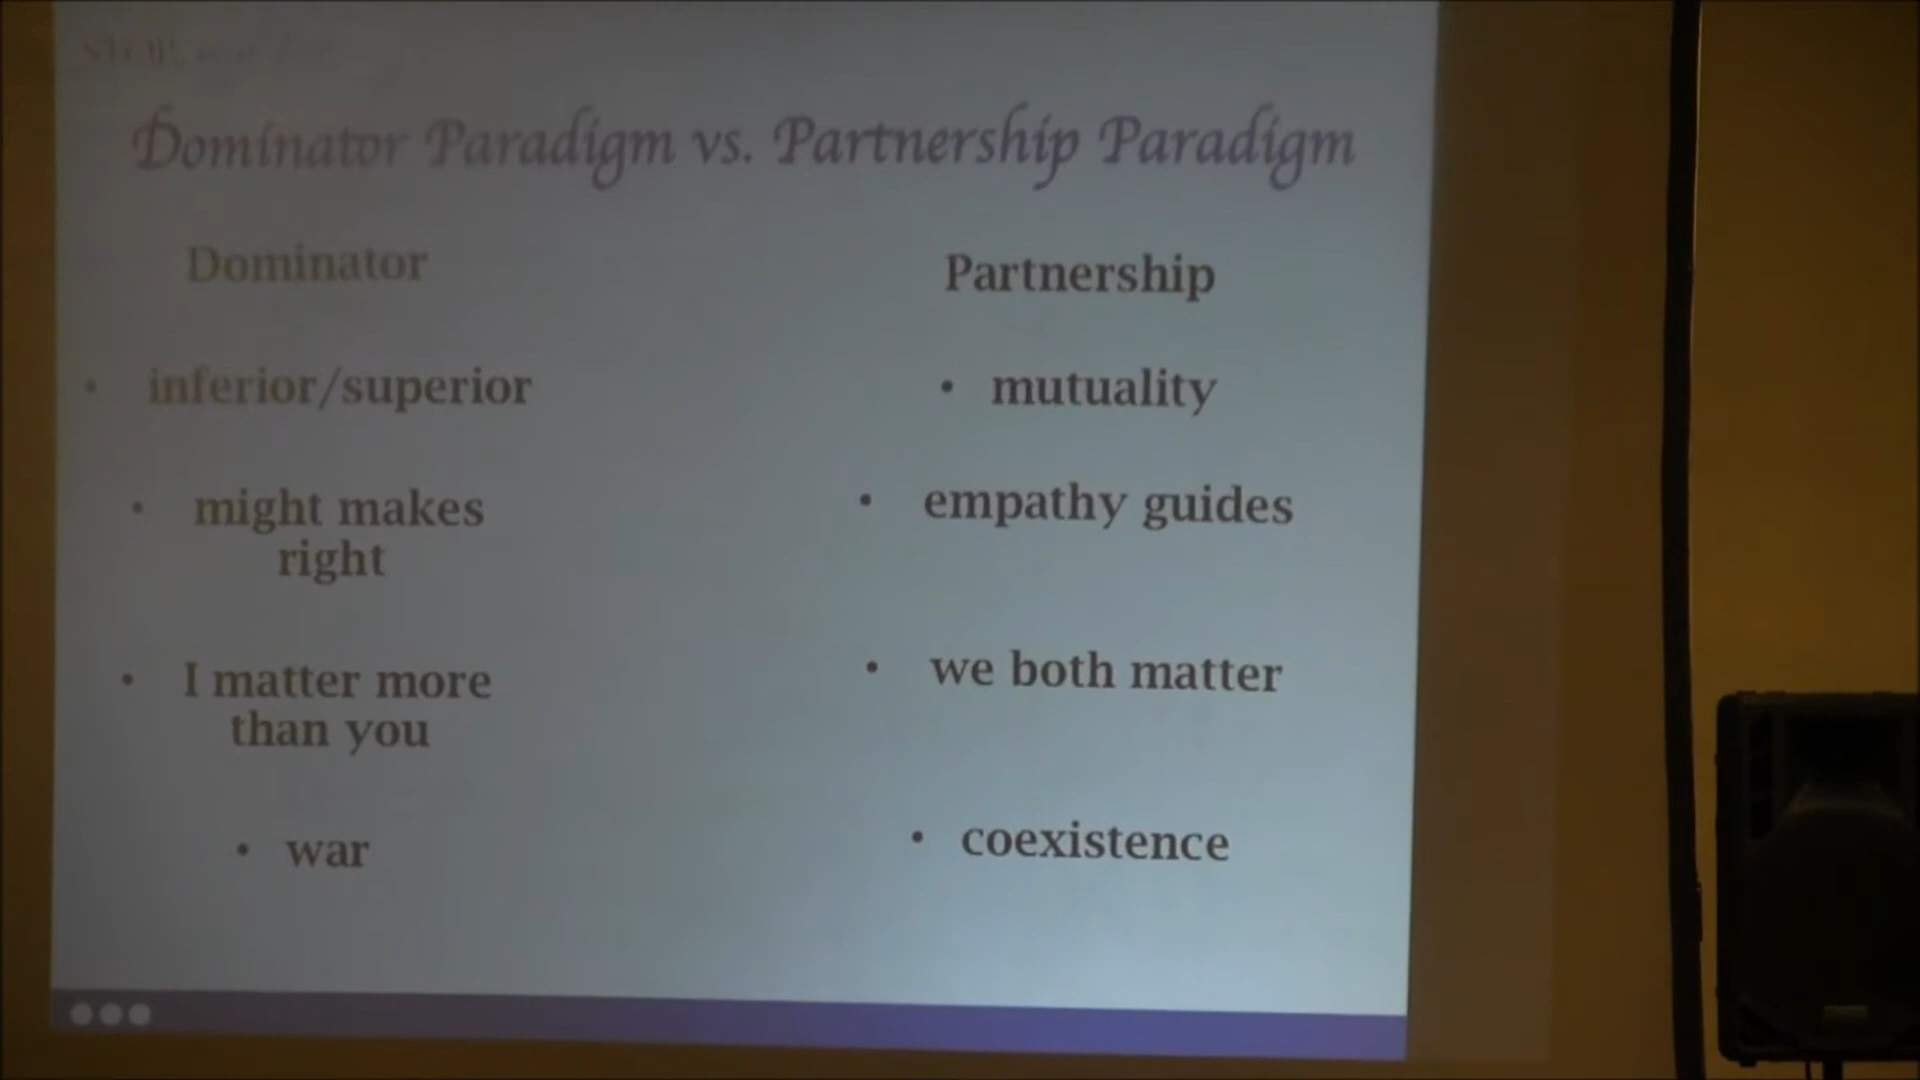 Dominator Paradigm vs. Partnership Paradigm
Dominator
• inferior/superior
• might makes
right
• I matter more
than you
• war
Partnership
• mutuality
• empathy guides
• we both matter
• coexistence